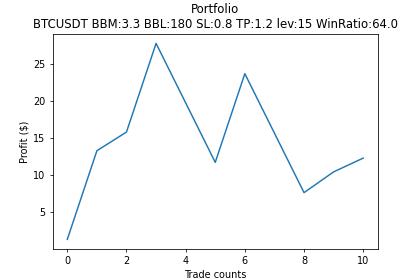 Portfolio
BTCUSDT BBM:3.3 BBL:180 SL:0.8 TP:1.2 lev:15 WinRatio:64.0
Profit ($)
25
20
15
10
5
0 2 4 6 8 10
Trade counts